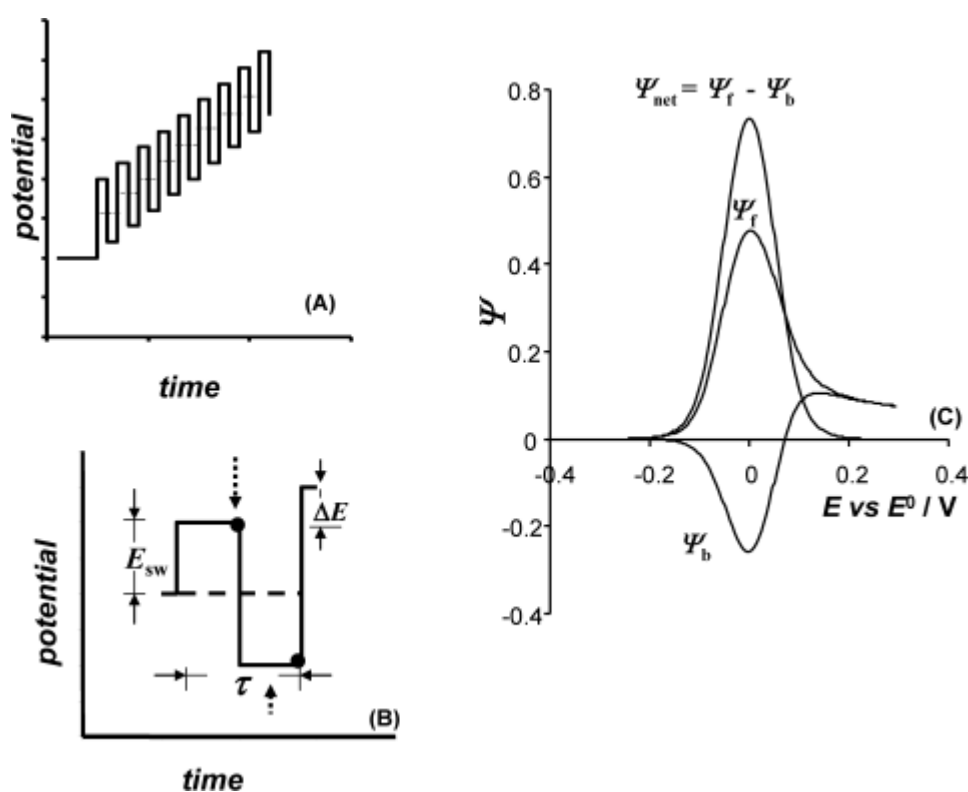 potential
(A)
time
potential
E_sw
ΔE
τ
(B)
time
Ψ_net = Ψ_f - Ψ_b
0.8
0.6
Ψ_f
0.4
Ψ
0.2
(C)
0
-0.4
-0.2
0
0.2
0.4
E vs E⁰ / V
-0.2
Ψ_b
-0.4